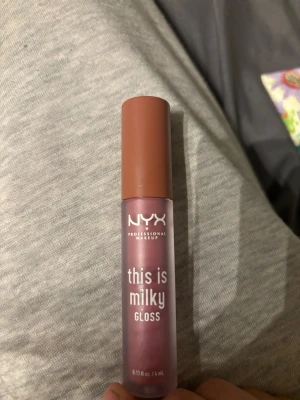 NYX
PROFESSIONAL
MAKEUP
this is
milky
GLOSS